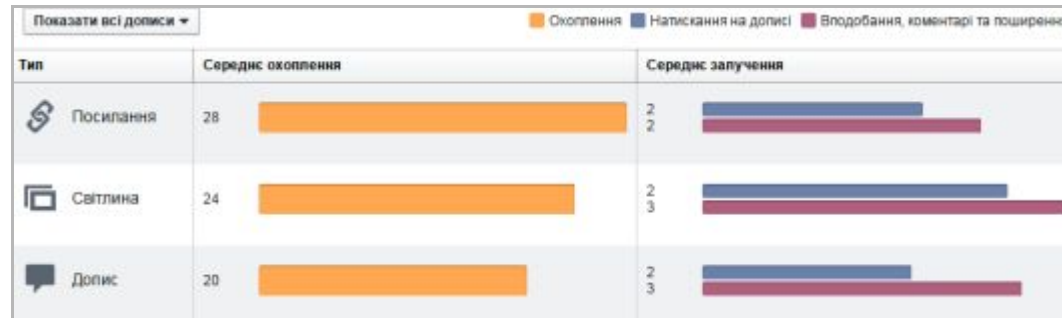 Показати всі дописи
Охоплення Натискання на дописі Вподобання, коментарі та поширення
Тип Середнє охоплення Середнє залучення
Посилання 28 2
2
Світлина 24 2
3
Допис 20 2
3